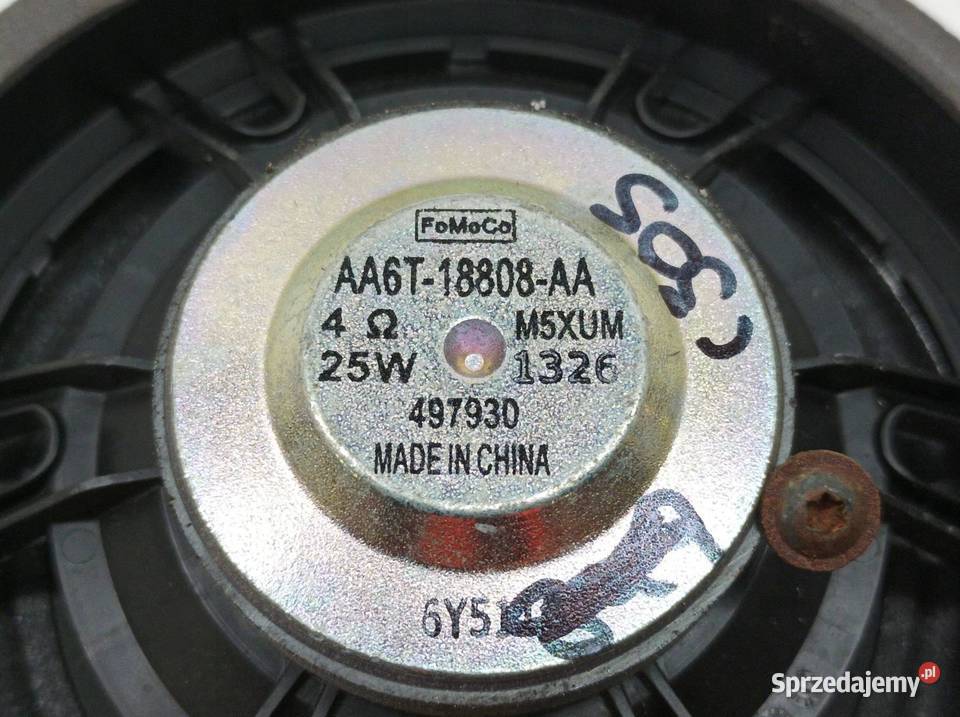 FoMoCo
AA6T-18808-AA
4 Ω M5XUM
25W 1326
497930
MADE IN CHINA
Sprzedajemy.pl